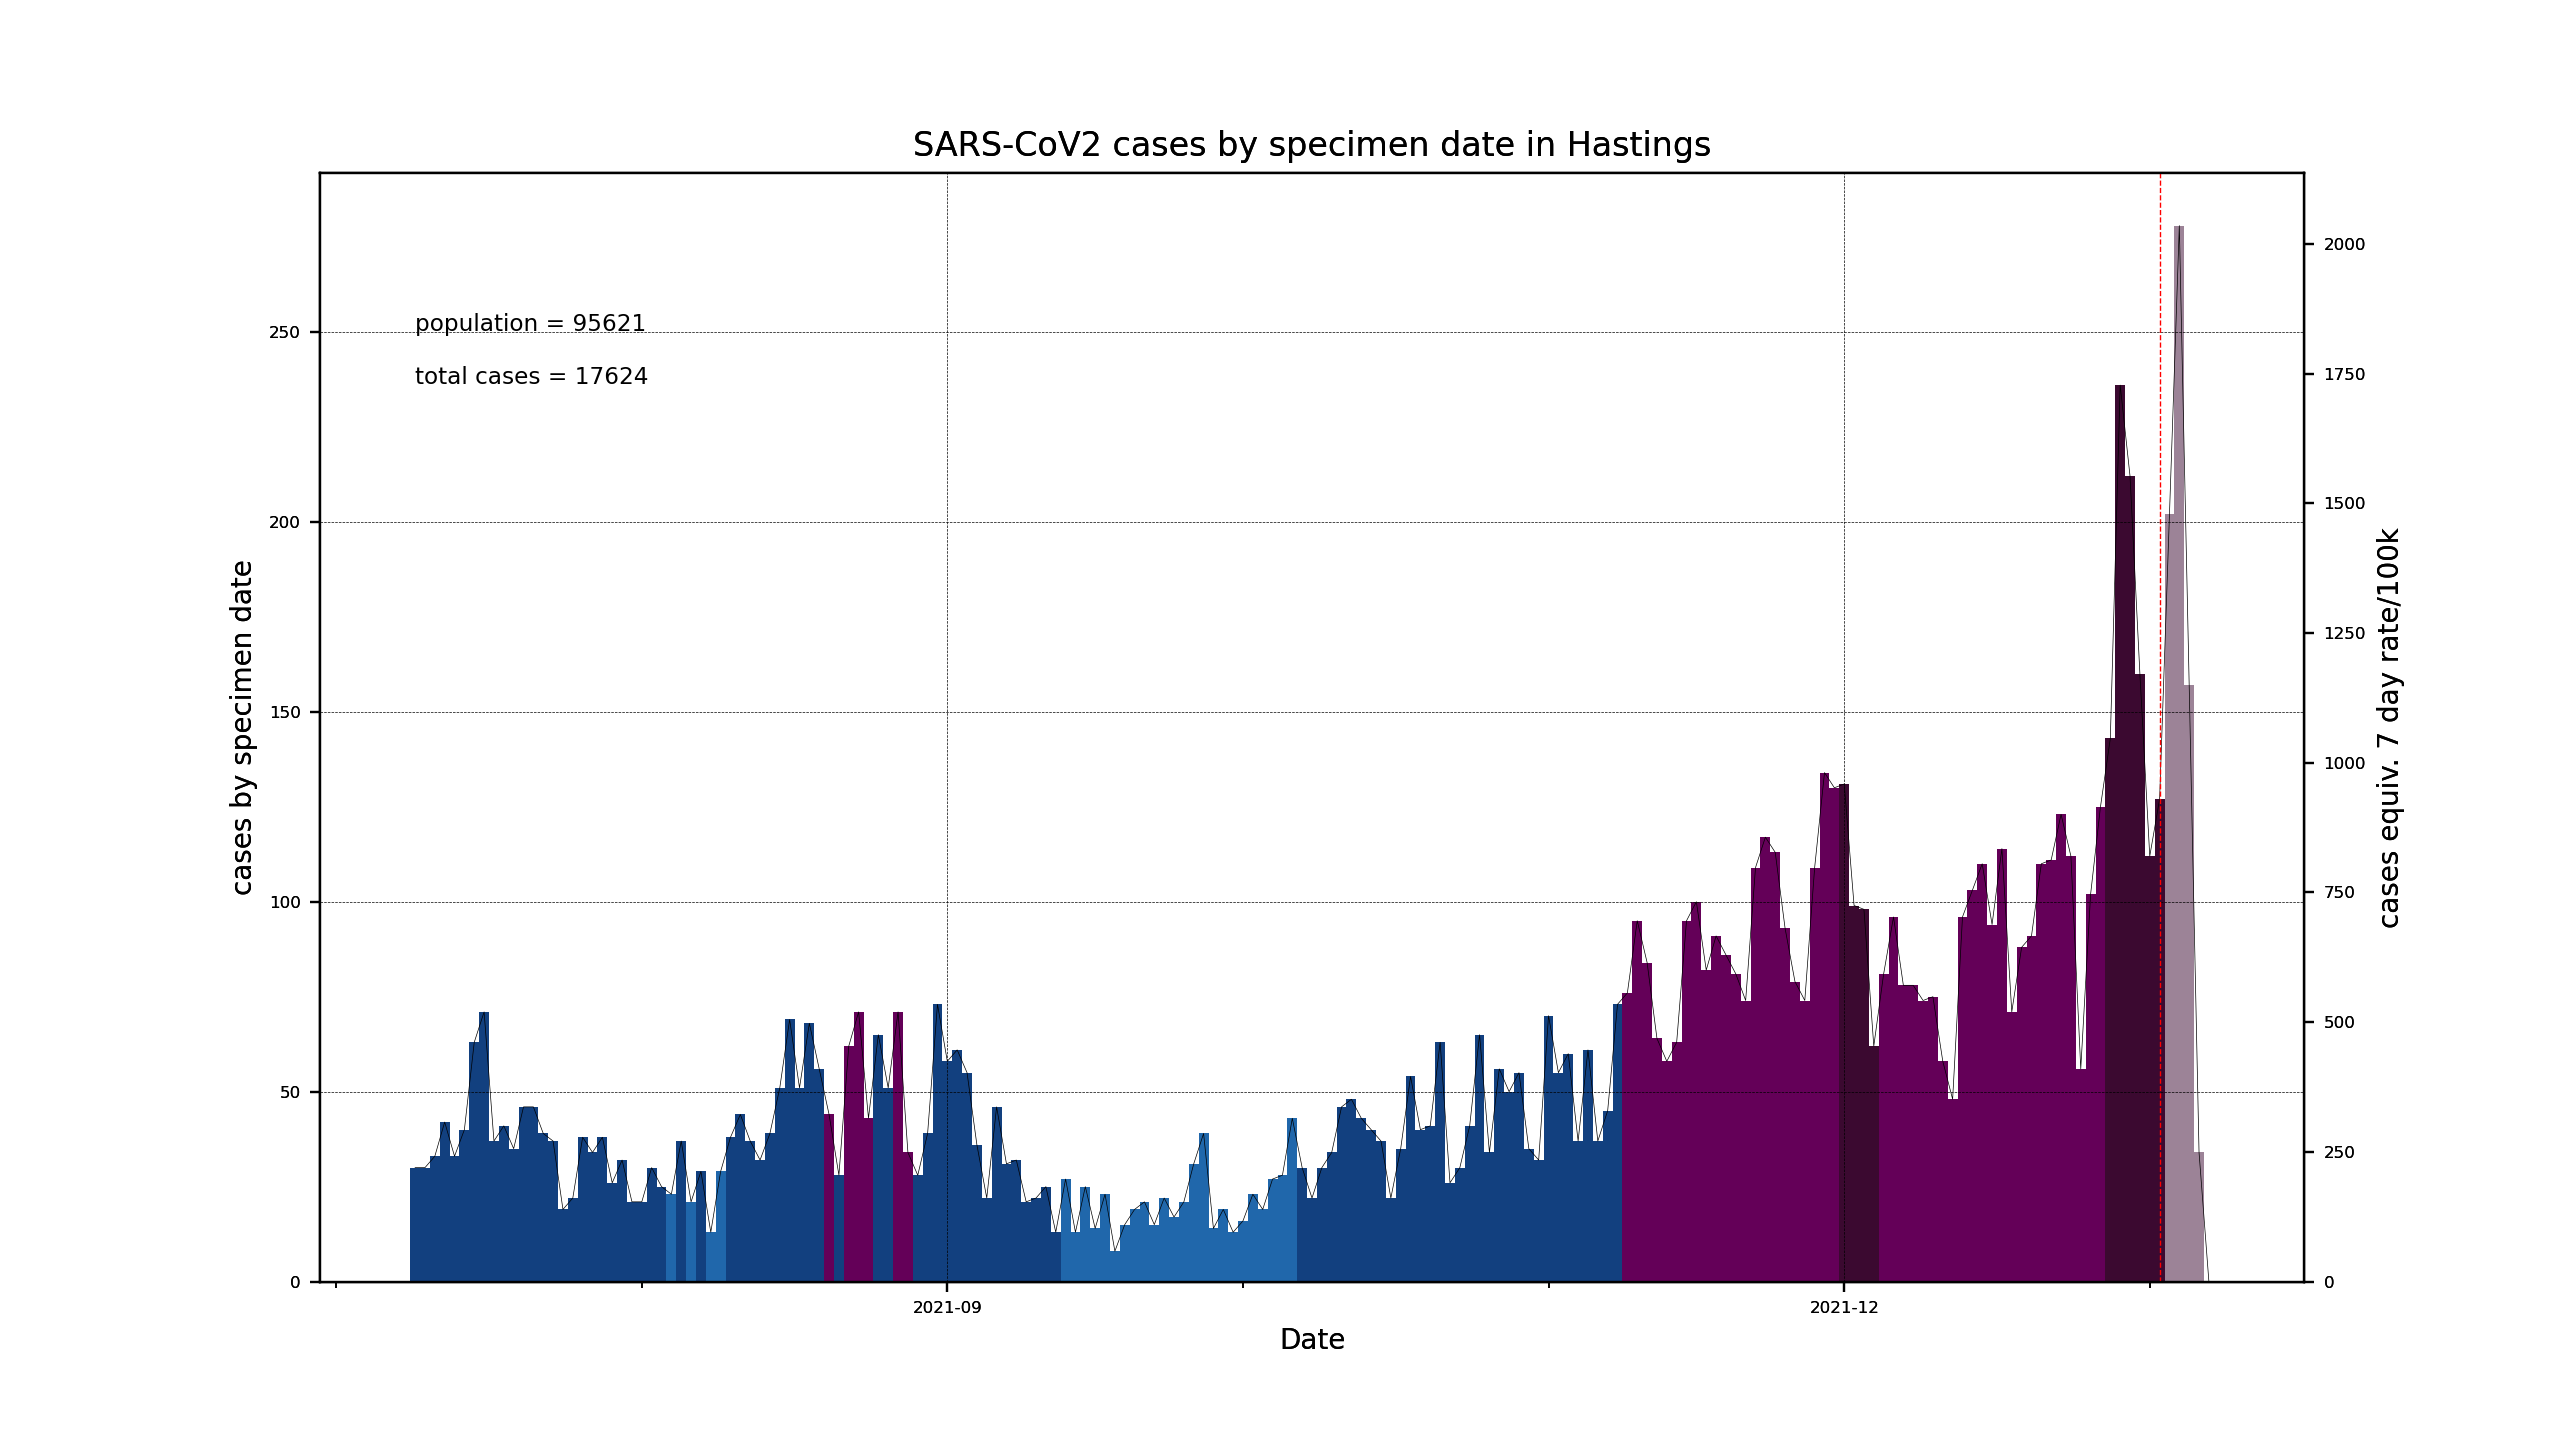 SARS-CoV2 cases by specimen date in Hastings
population = 95621
total cases = 17624
cases by specimen date
250
200
150
100
50
0
2000
1750
1500
1250
1000
750
500
250
0
cases equiv. 7 day rate/100k
2021-09
2021-12
Date